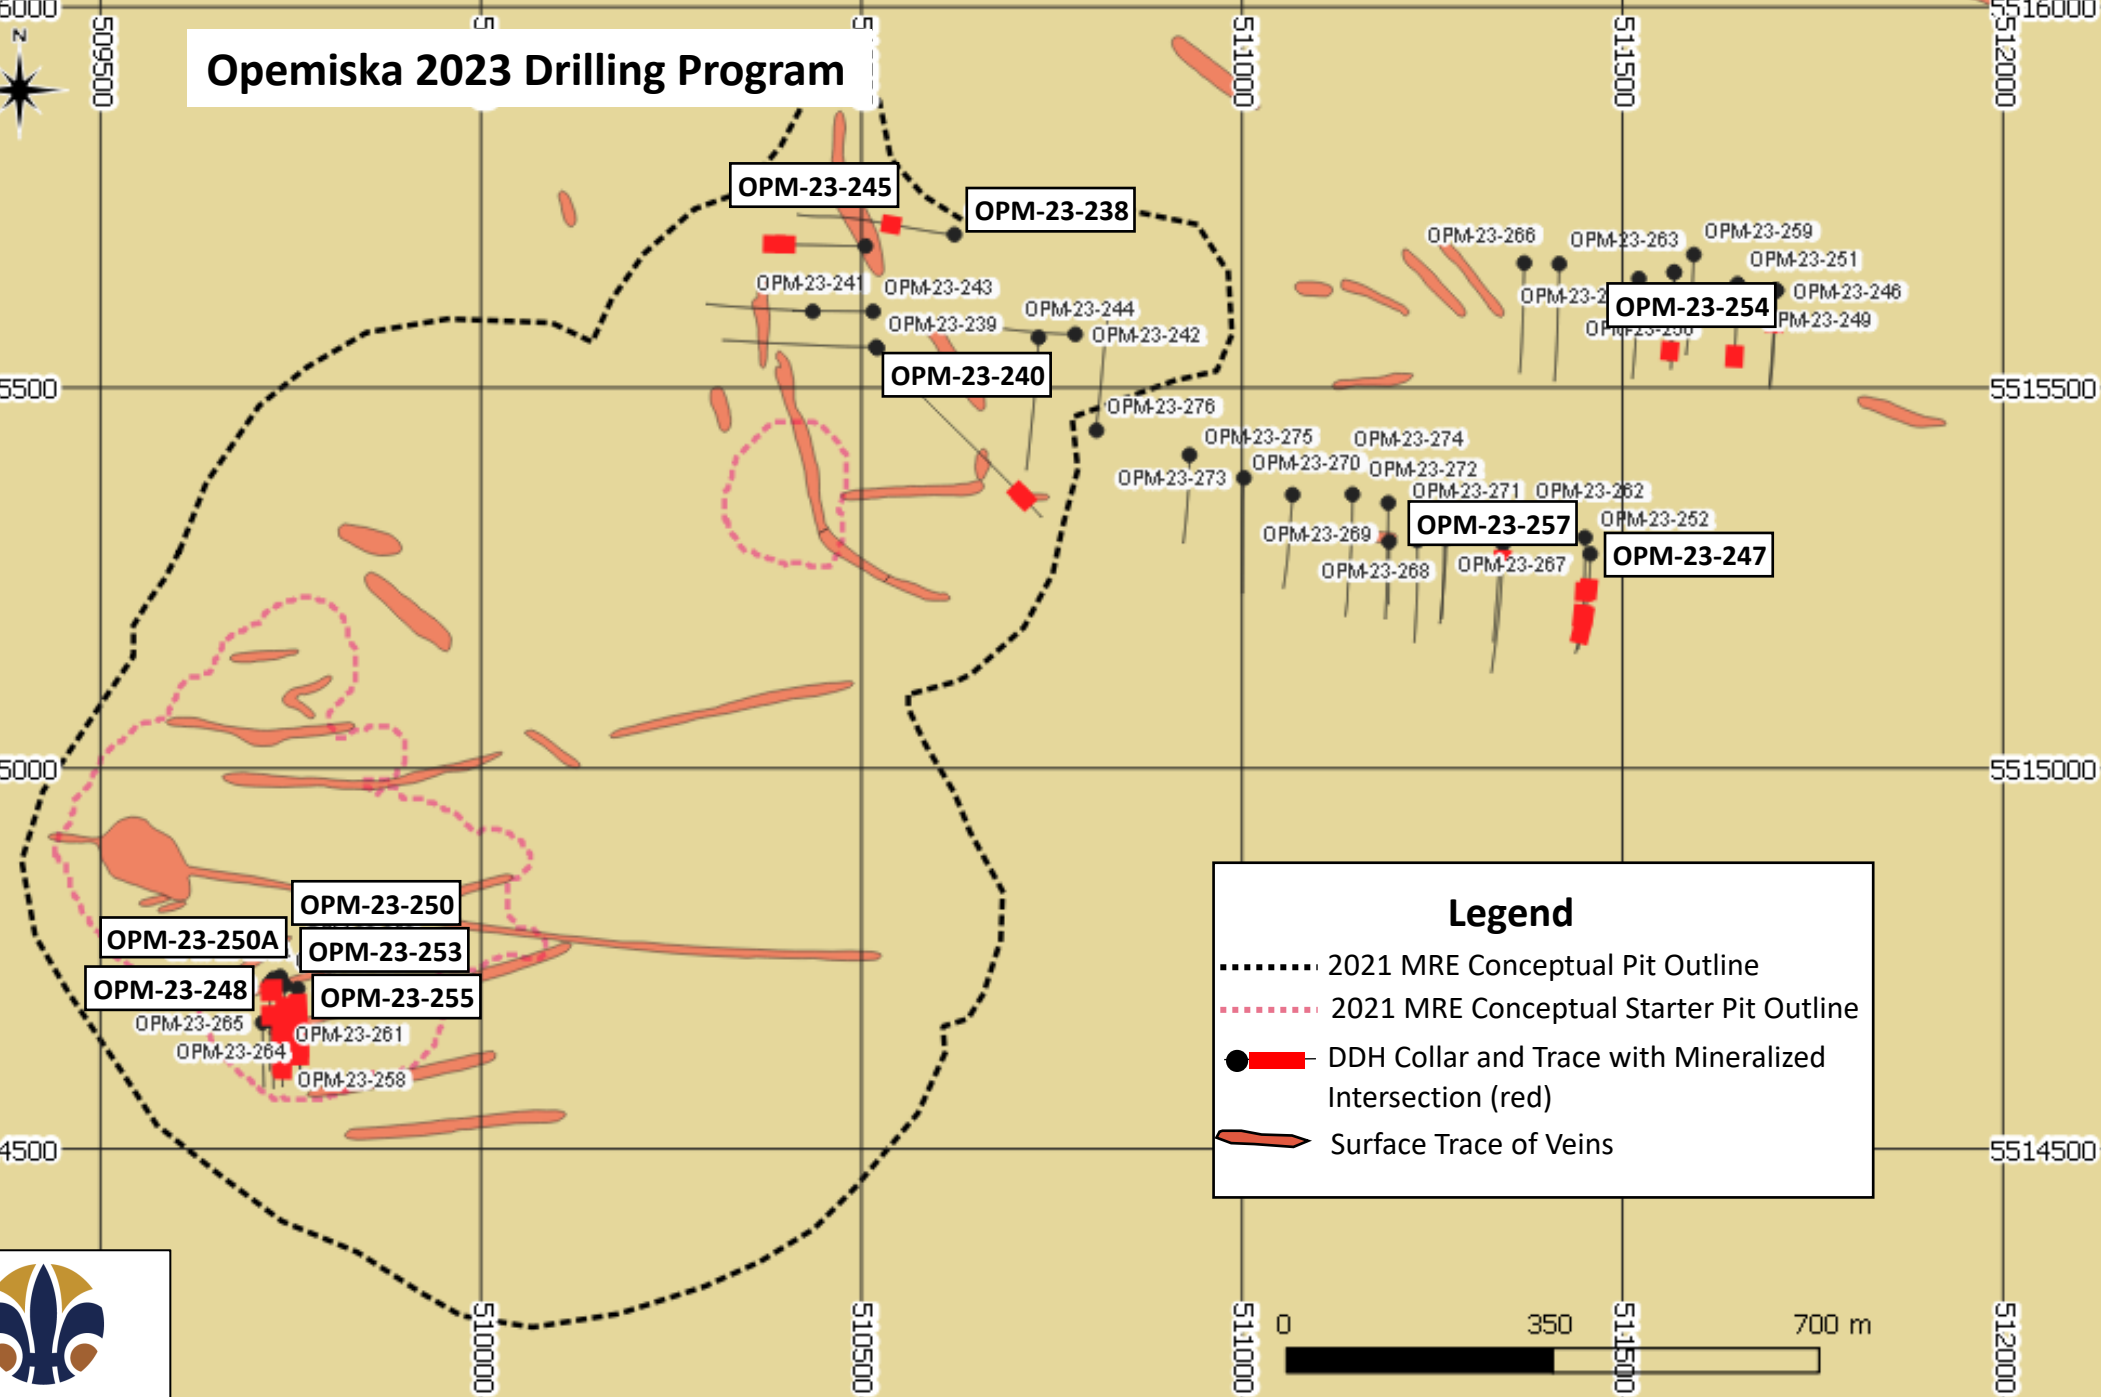 Opemiska 2023 Drilling Program
N
509500
511000
511500
512000
5516000
OPM-23-245
OPM-23-238
OPM-23-266
OPM-23-263
OPM-23-259
OPM-23-251
OPM-23-246
OPM-23-254
OPM-23-241
OPM-23-243
OPM-23-239
OPM-23-244
OPM-23-242
OPM-23-240
OPM-23-276
OPM-23-275
OPM-23-274
OPM-23-273
OPM-23-270
OPM-23-272
OPM-23-271
OPM-23-262
OPM-23-257
OPM-23-252
OPM-23-247
OPM-23-269
OPM-23-268
OPM-23-267
5515000
OPM-23-250
OPM-23-250A
OPM-23-253
OPM-23-248
OPM-23-255
OPM-23-265
OPM-23-261
OPM-23-264
OPM-23-258
Legend
2021 MRE Conceptual Pit Outline
2021 MRE Conceptual Starter Pit Outline
DDH Collar and Trace with Mineralized
Intersection (red)
Surface Trace of Veins
5514500
0 350 700 m
510000
510500
511000
511500
512000